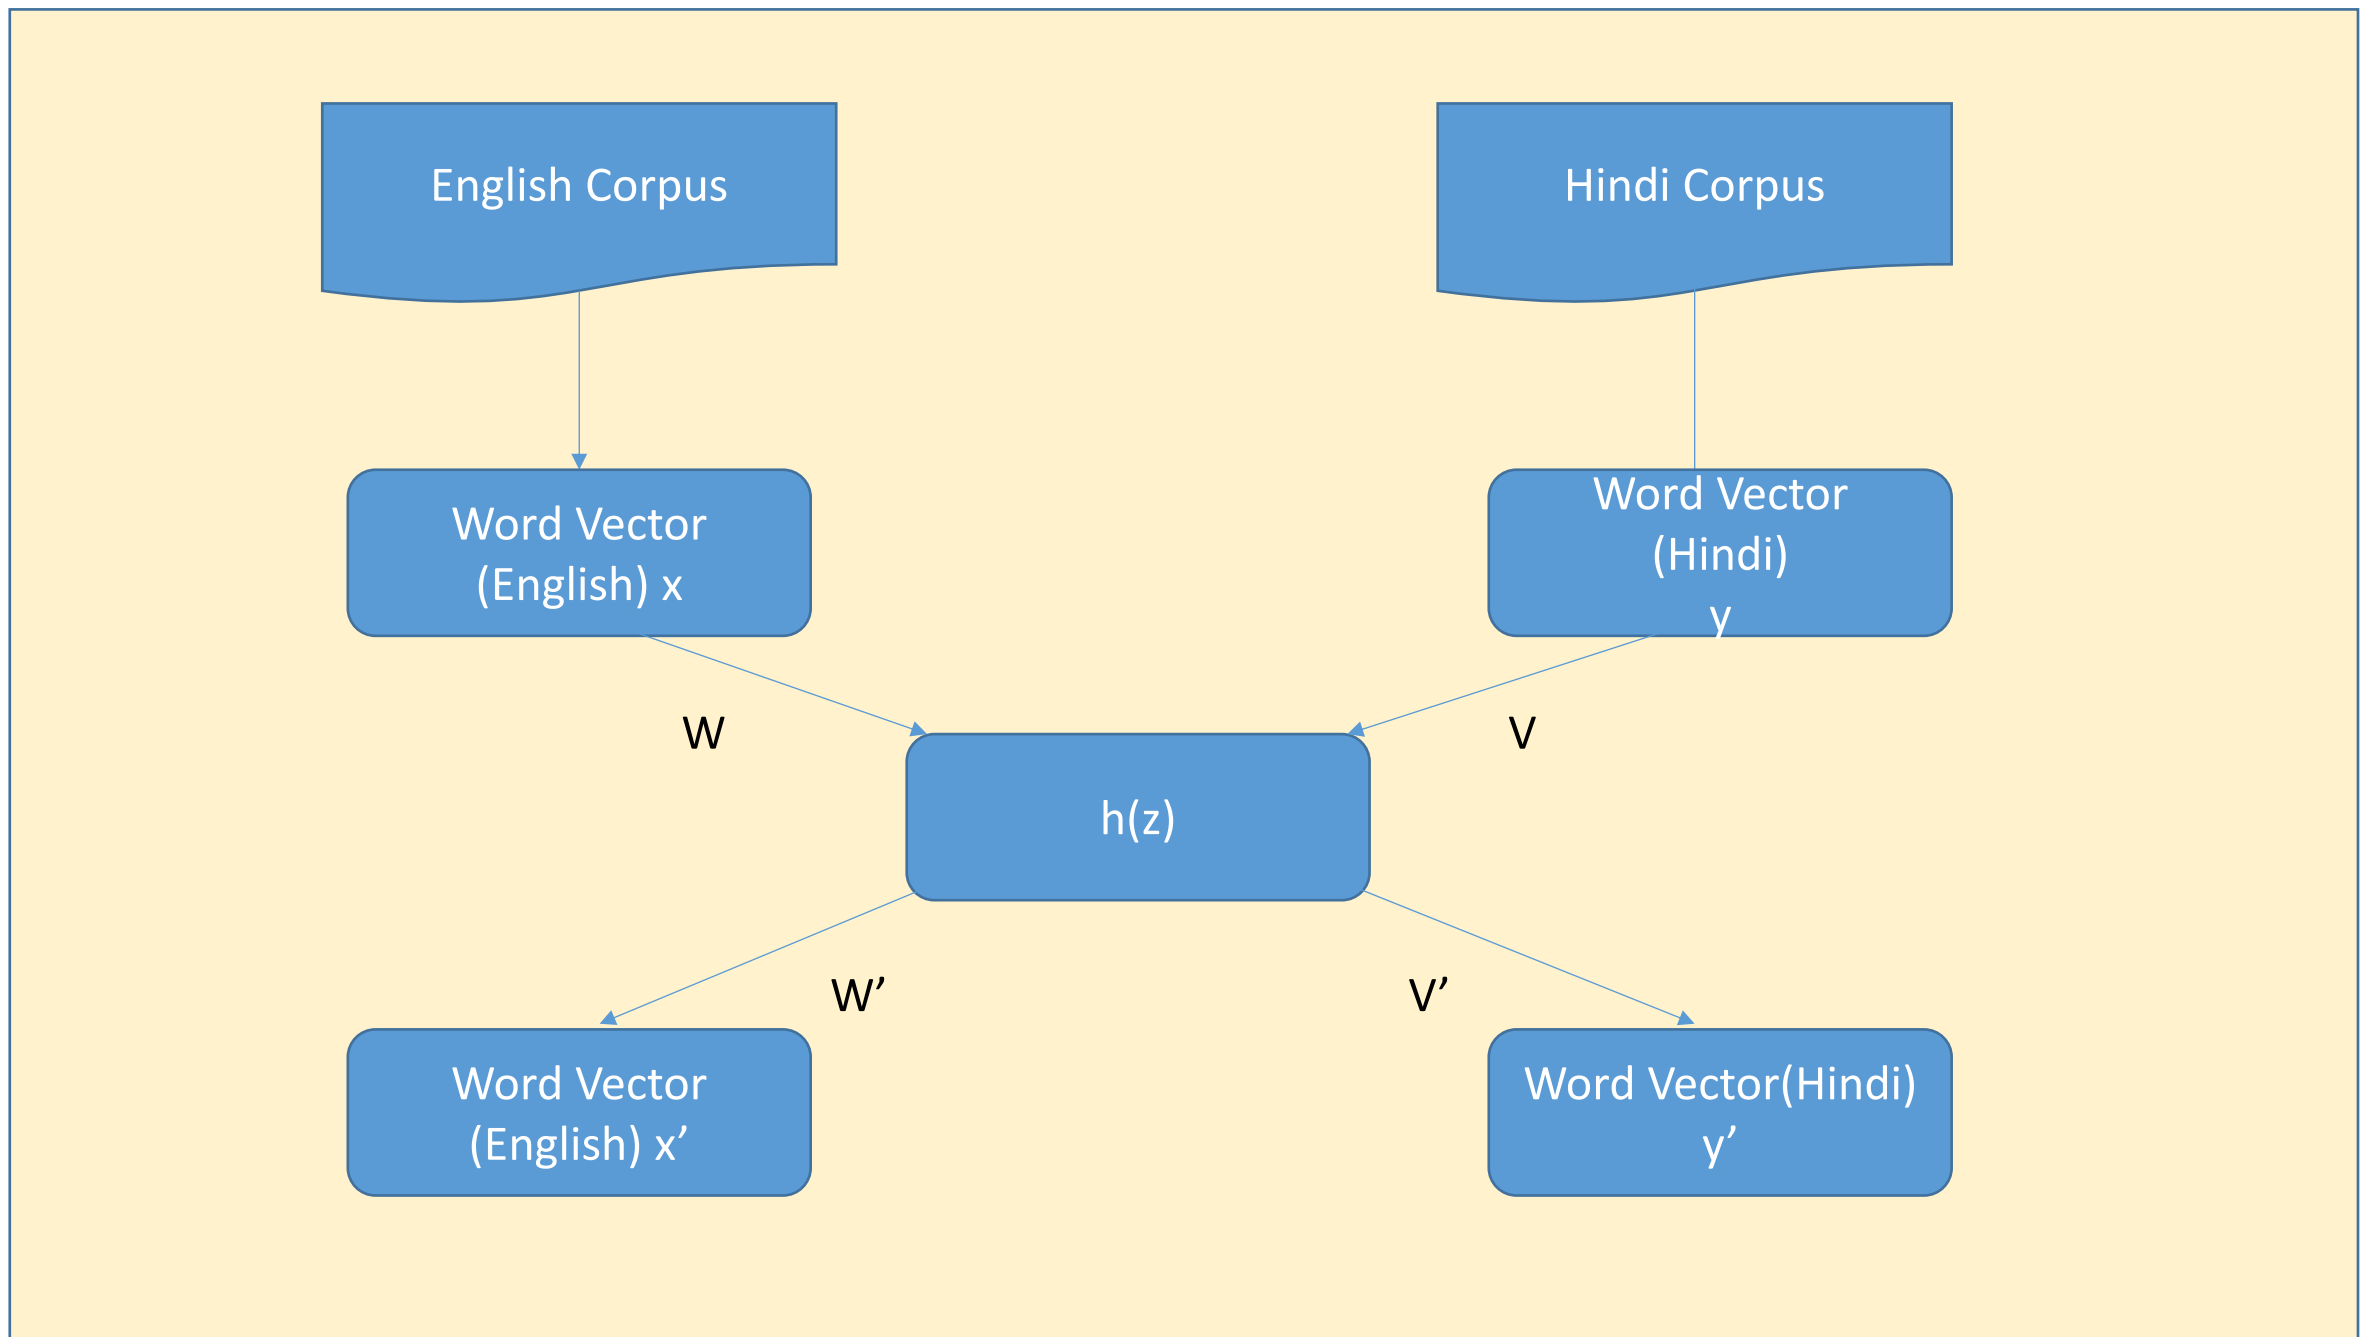 English Corpus
Hindi Corpus
Word Vector
(English) x
Word Vector
(Hindi)
y
W
V
h(z)
W’
V’
Word Vector
(English) x’
Word Vector(Hindi)
y’